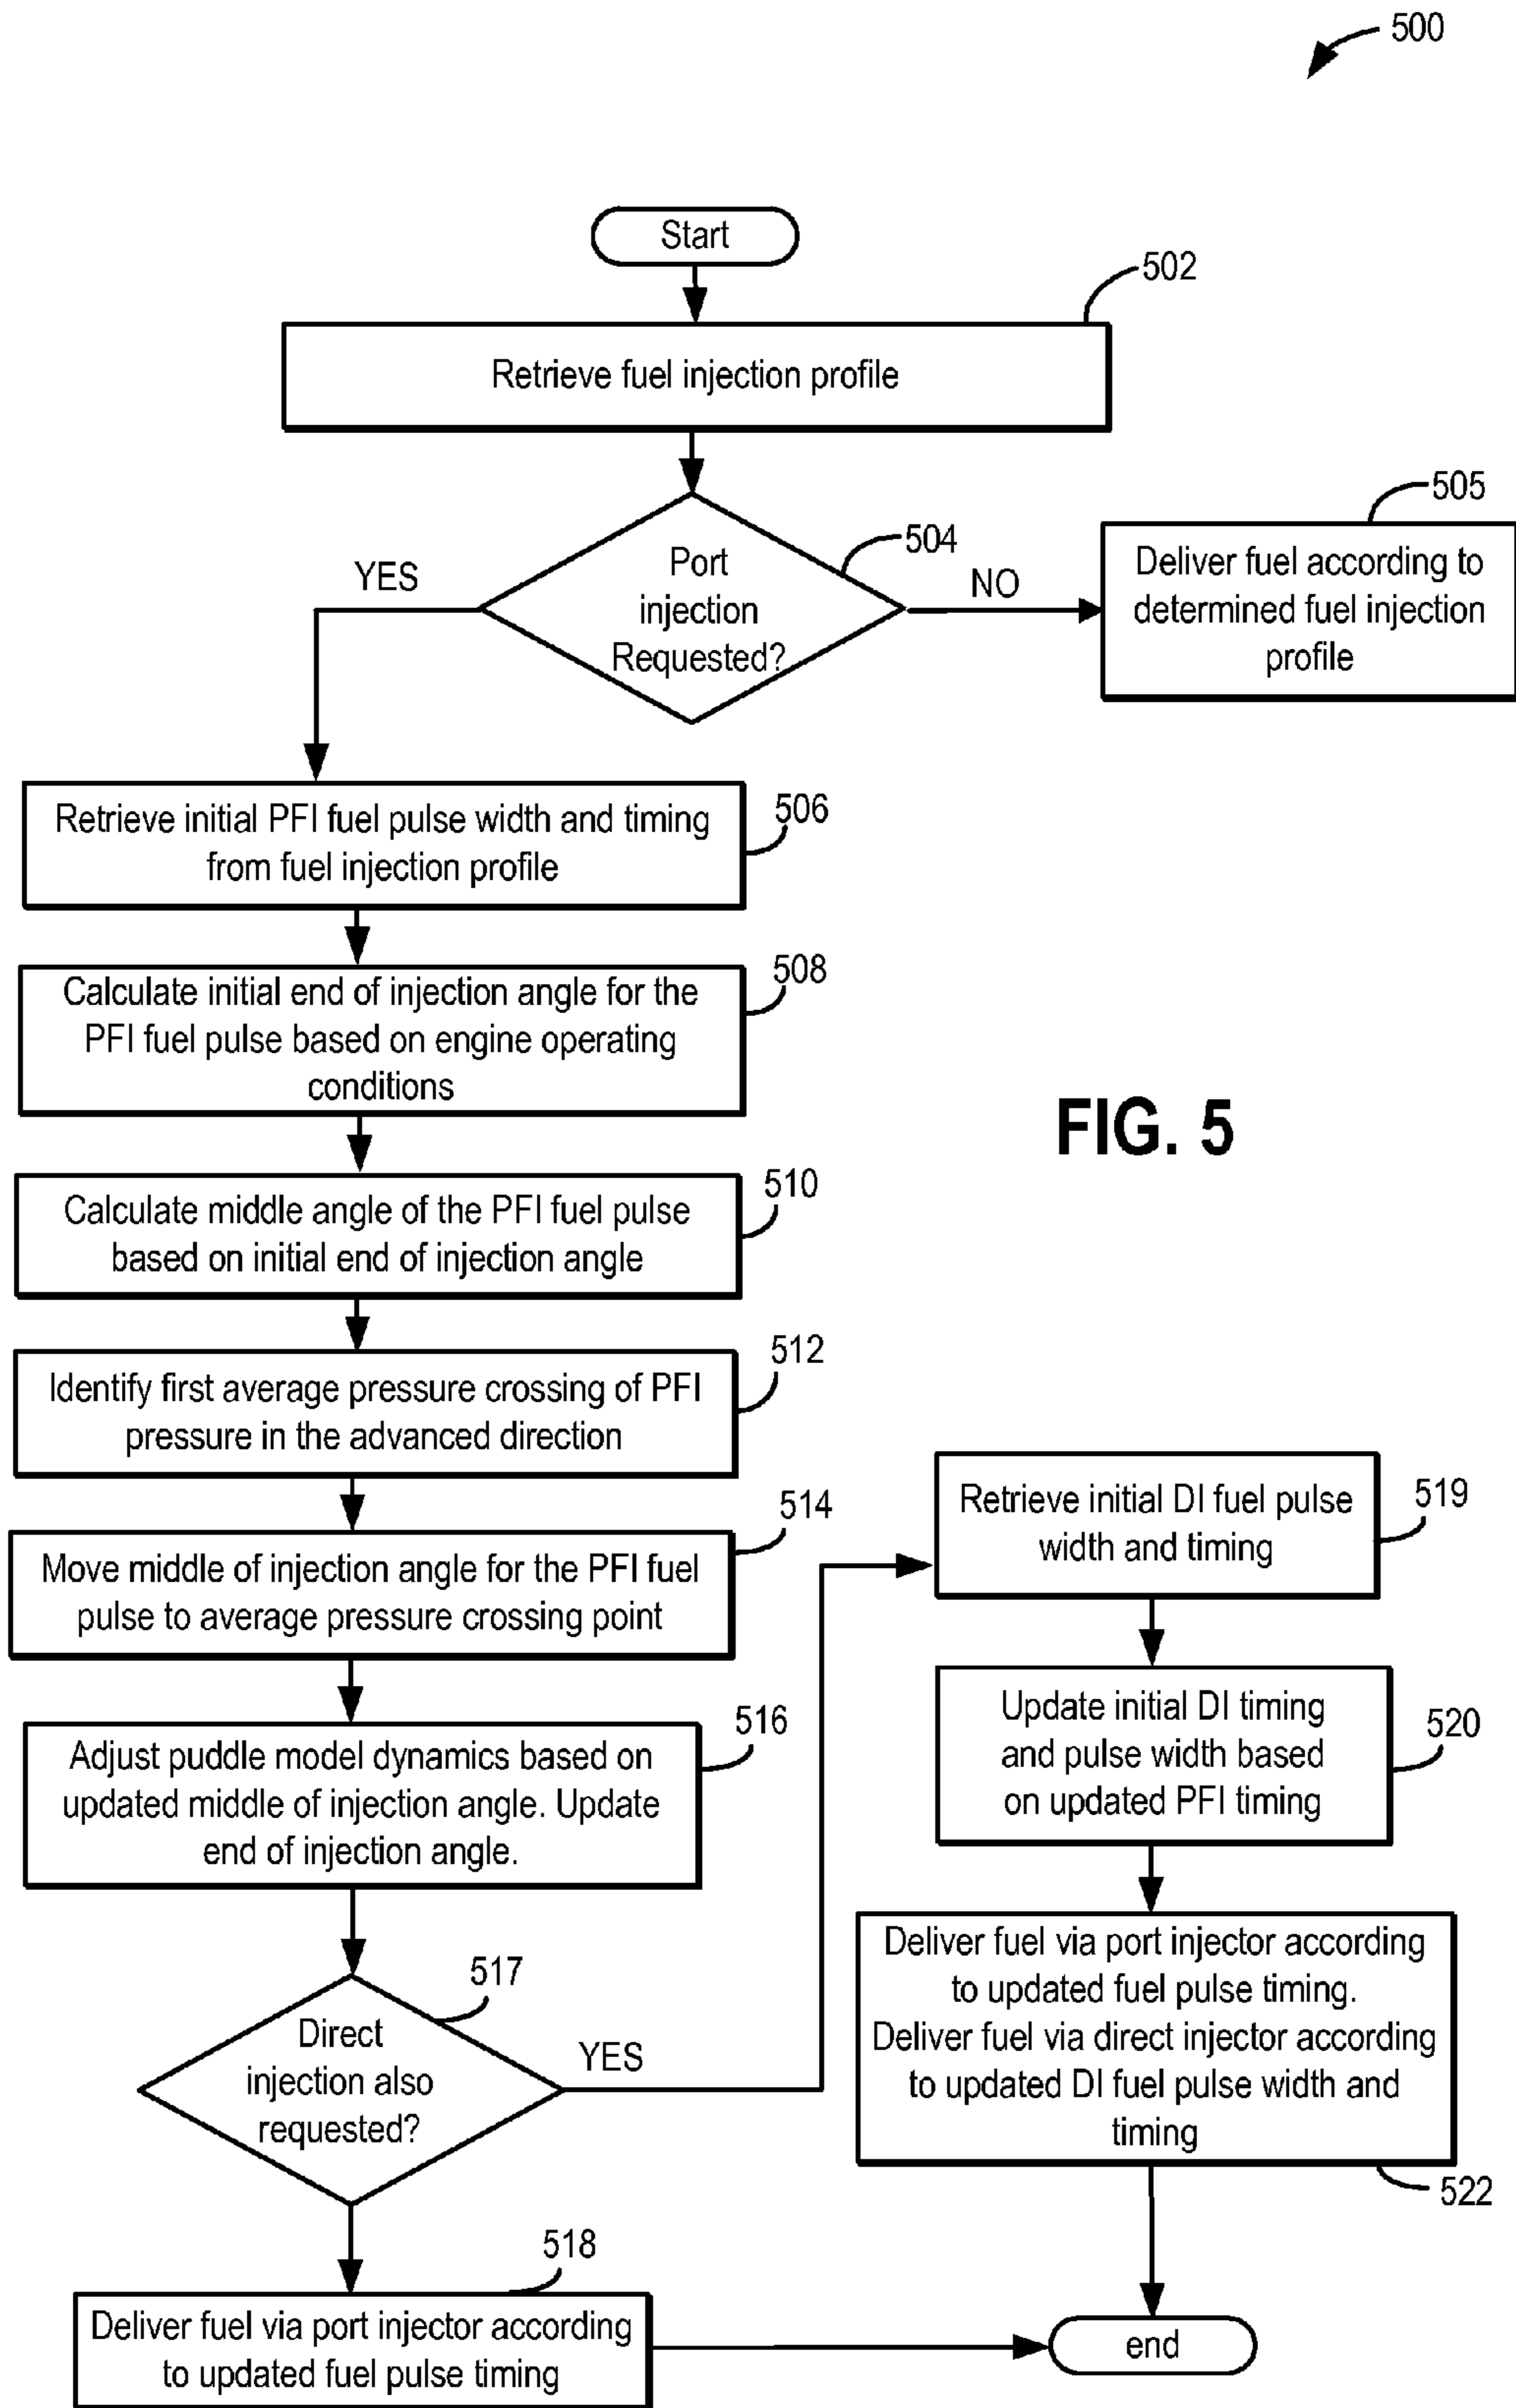 500
Start
502
Retrieve fuel injection profile
504
Port
injection
Requested?
YES
NO
505
Deliver fuel according to
determined fuel injection
profile
Retrieve initial PFI fuel pulse width and timing
from fuel injection profile
506
Calculate initial end of injection angle for the
PFI fuel pulse based on engine operating
conditions
508
FIG. 5
Calculate middle angle of the PFI fuel pulse
based on initial end of injection angle
510
Identify first average pressure crossing of PFI
pressure in the advanced direction
512
Move middle of injection angle for the PFI fuel
pulse to average pressure crossing point
514
Adjust puddle model dynamics based on
updated middle of injection angle. Update
end of injection angle.
516
Direct
injection also
requested?
517
YES
518
Deliver fuel via port injector according
to updated fuel pulse timing
Retrieve initial DI fuel pulse
width and timing
519
Update initial DI timing
and pulse width based
on updated PFI timing
520
Deliver fuel via port injector according
to updated fuel pulse timing.
Deliver fuel via direct injector according
to updated DI fuel pulse width and
timing
522
end